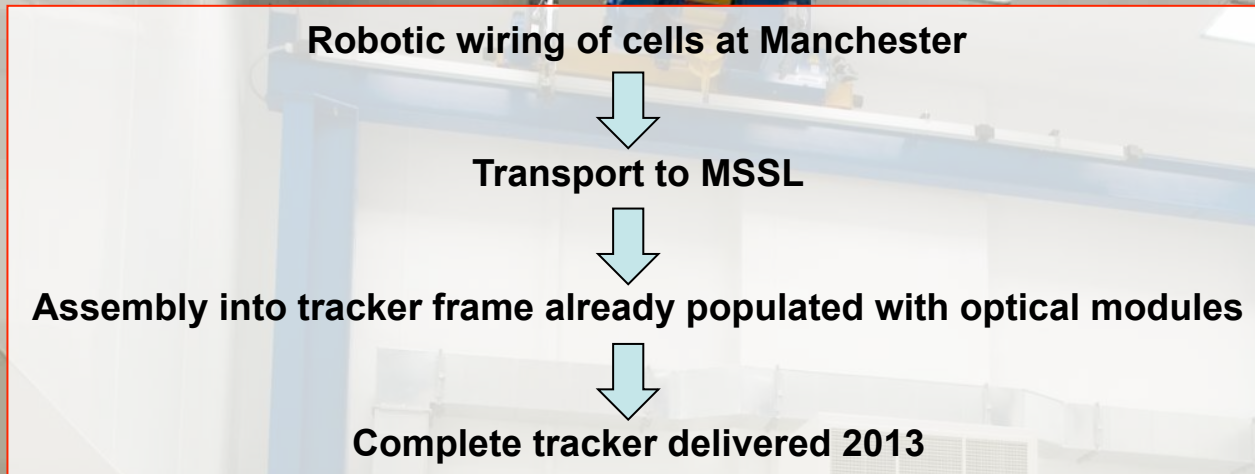 Robotic wiring of cells at Manchester
Transport to MSSL
Assembly into tracker frame already populated with optical modules
Complete tracker delivered 2013